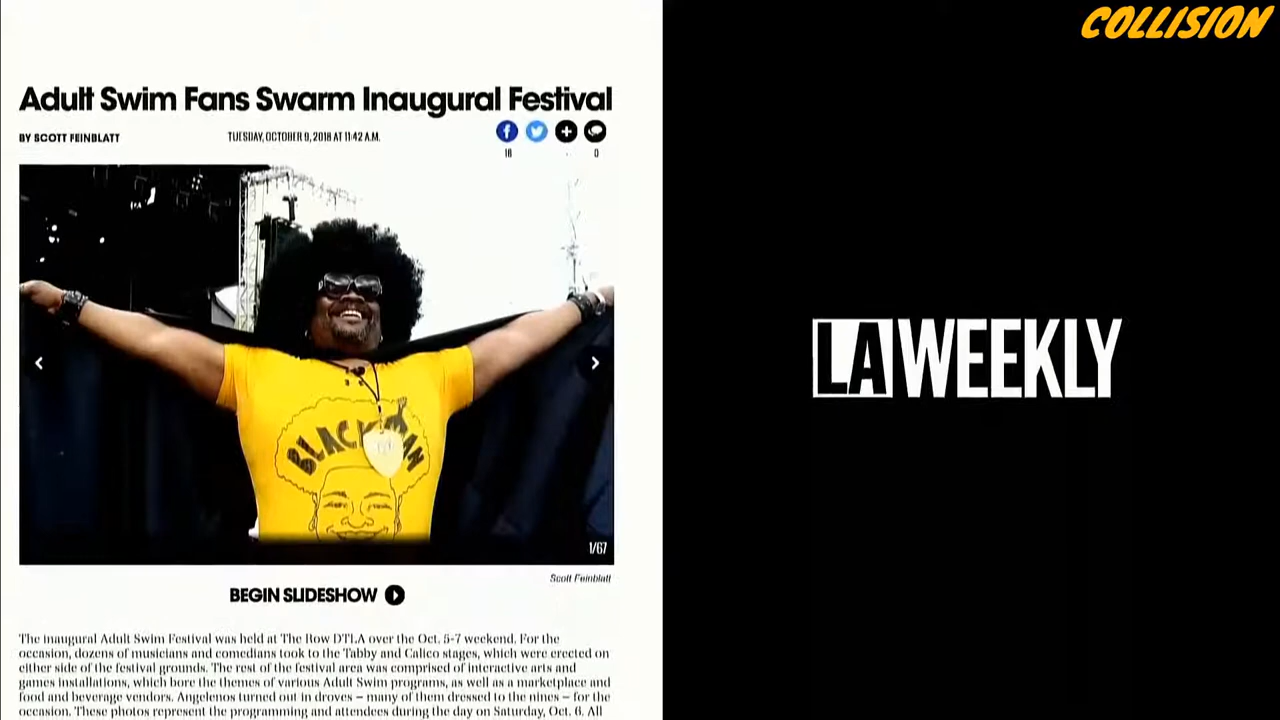 COLLISION
Adult Swim Fans Swarm Inaugural Festival
BY SCOTT FEINBLATT
TUESDAY, OCTOBER 9, 2018 AT 11:42 A.M.
16
0
BLACK MAN
1/67
Scott Feinblatt
BEGIN SLIDESHOW
The inaugural Adult Swim Festival was held at The Row DTLA over the Oct. 5-7 weekend. For the
occasion, dozens of musicians and comedians took to the Tabby and Calico stages, which were erected on
either side of the festival grounds. The rest of the festival area was comprised of interactive arts and
games installations, which bore the themes of various Adult Swim programs, as well as a marketplace and
food and beverage vendors. Angelenos turned out in droves – many of them dressed to the nines – for the
occasion. These photos represent the programming and attendees during the day on Saturday, Oct. 6. All
LA WEEKLY